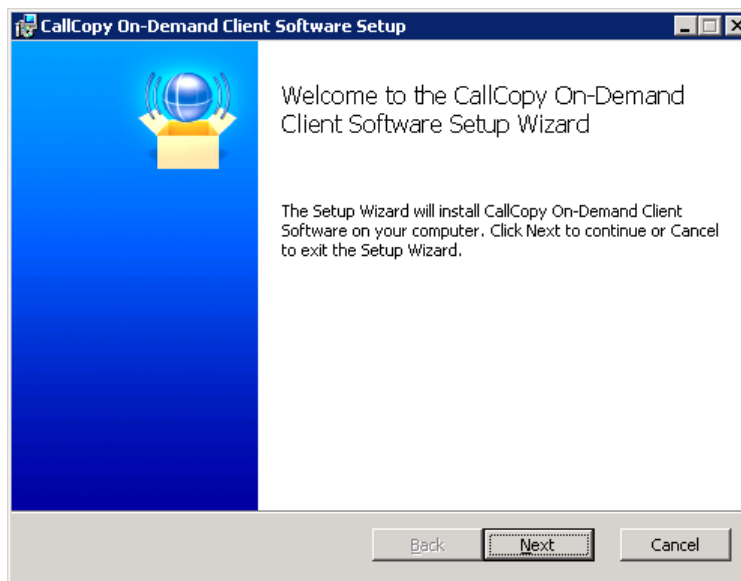 CallCopy On-Demand Client Software Setup
Welcome to the CallCopy On-Demand
Client Software Setup Wizard
The Setup Wizard will install CallCopy On-Demand Client
Software on your computer. Click Next to continue or Cancel
to exit the Setup Wizard.
Back
Next
Cancel